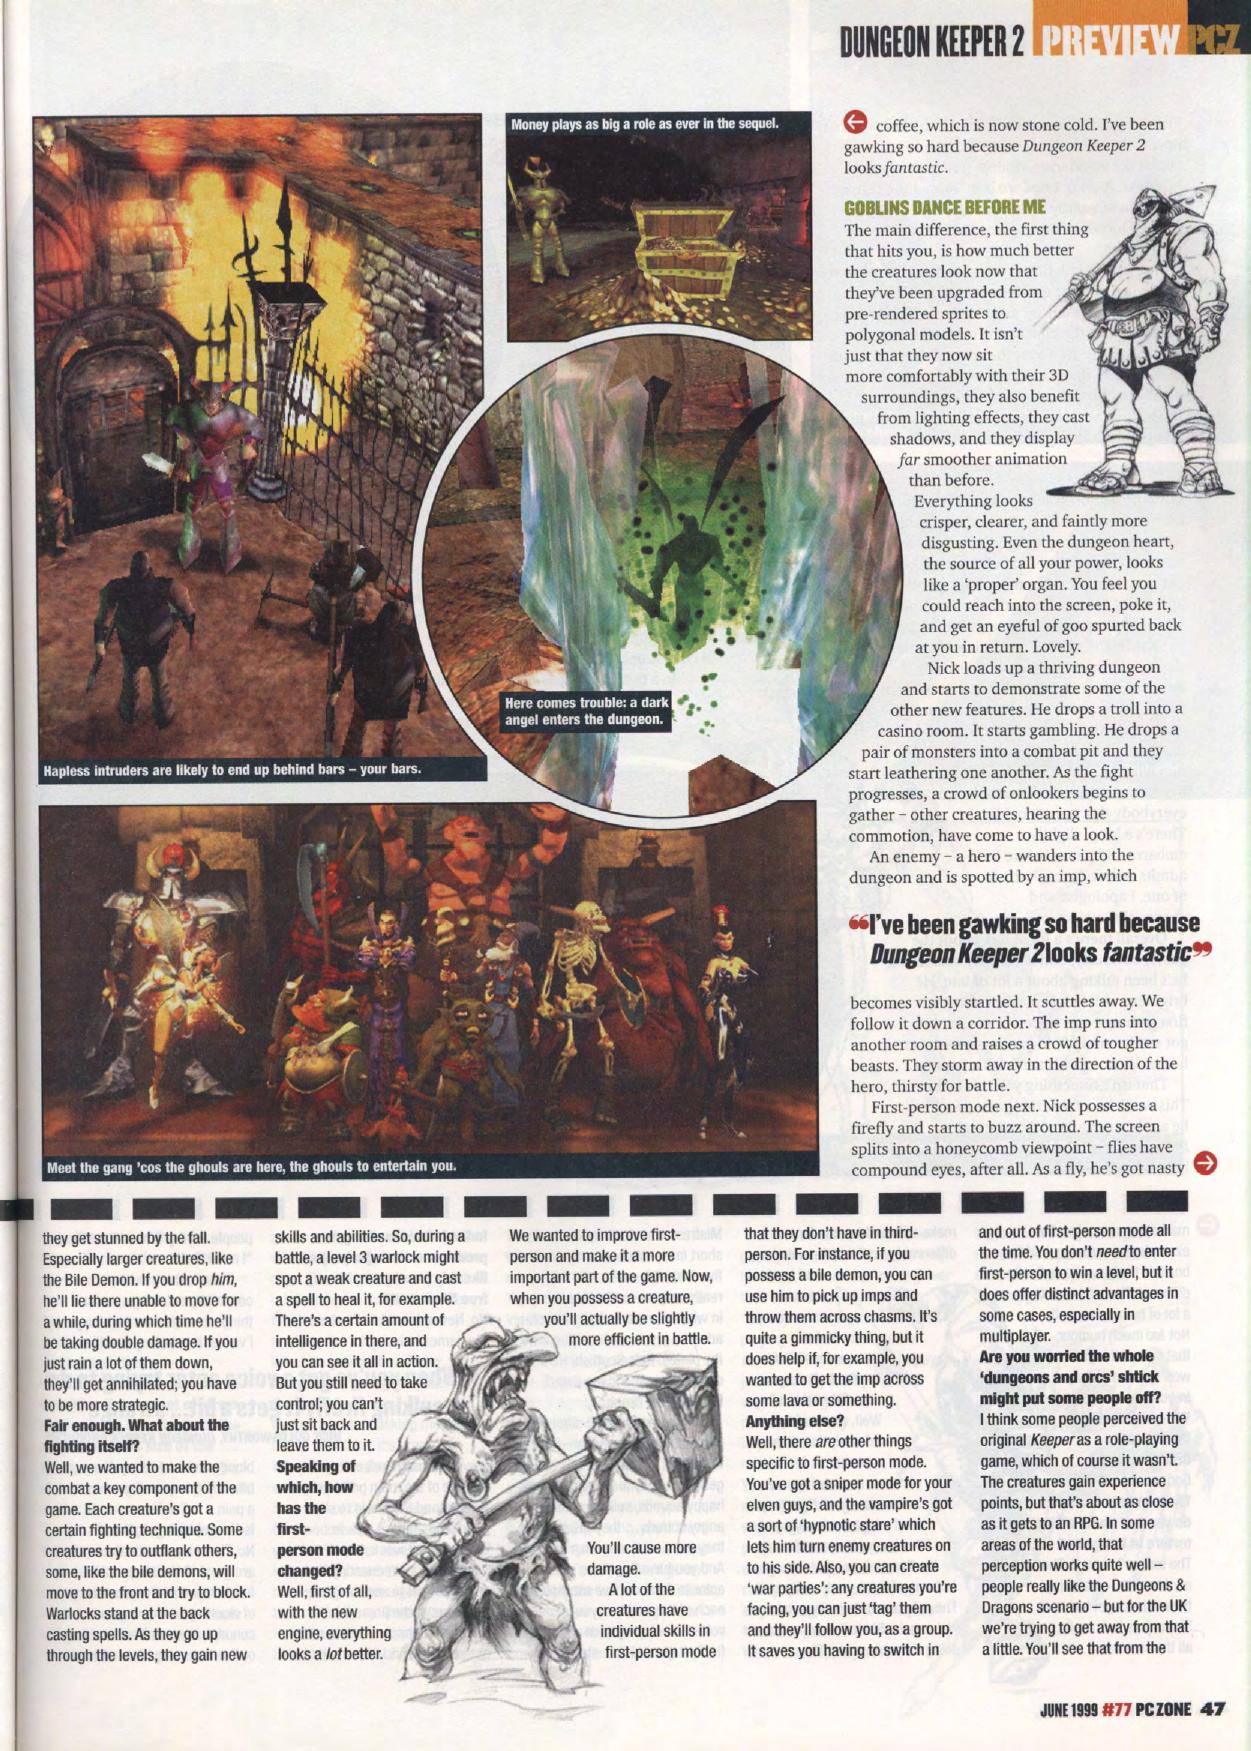 DUNGEON KEEPER 2 PREVIEW PCZ
Money plays as big a role as ever in the sequel.
Here comes trouble: a dark
angel enters the dungeon.
Hapless intruders are likely to end up behind bars – your bars.
Meet the gang 'cos the ghouls are here, the ghouls to entertain you.
coffee, which is now stone cold. I've been
gawking so hard because Dungeon Keeper 2
looks fantastic.
GOBLINS DANCE BEFORE ME
The main difference, the first thing
that hits you, is how much better
the creatures look now that
they've been upgraded from
pre-rendered sprites to
polygonal models. It isn't
just that they now sit
more comfortably with their 3D
surroundings, they also benefit
from lighting effects, they cast
shadows, and they display
far smoother animation
than before.
Everything looks
crisper, clearer, and faintly more
disgusting. Even the dungeon heart,
the source of all your power, looks
like a 'proper' organ. You feel you
could reach into the screen, poke it,
and get an eyeful of goo spurted back
at you in return. Lovely.
Nick loads up a thriving dungeon
and starts to demonstrate some of the
other new features. He drops a troll into a
casino room. It starts gambling. He drops a
pair of monsters into a combat pit and they
start leathering one another. As the fight
progresses, a crowd of onlookers begins to
gather – other creatures, hearing the
commotion, have come to have a look.
An enemy – a hero – wanders into the
dungeon and is spotted by an imp, which
“I've been gawking so hard because
Dungeon Keeper 2 looks fantastic”
becomes visibly startled. It scuttles away. We
follow it down a corridor. The imp runs into
another room and raises a crowd of tougher
beasts. They storm away in the direction of the
hero, thirsty for battle.
First-person mode next. Nick possesses a
firefly and starts to buzz around. The screen
splits into a honeycomb viewpoint – flies have
compound eyes, after all. As a fly, he's got nasty
they get stunned by the fall.
Especially larger creatures, like
the Bile Demon. If you drop him,
he'll lie there unable to move for
a while, during which time he'll
be taking double damage. If you
just rain a lot of them down,
they'll get annihilated; you have
to be more strategic.
Fair enough. What about the
fighting itself?
Well, we wanted to make the
combat a key component of the
game. Each creature's got a
certain fighting technique. Some
creatures try to outflank others,
some, like the bile demons, will
move to the front and try to block.
Warlocks stand at the back
casting spells. As they go up
through the levels, they gain new
skills and abilities. So, during a
battle, a level 3 warlock might
spot a weak creature and cast
a spell to heal it, for example.
There's a certain amount of
intelligence in there, and
you can see it all in action.
But you still need to take
control; you can't
just sit back and
leave them to it.
Speaking of
which, how
has the
first-
person mode
changed?
Well, first of all,
with the new
engine, everything
looks a lot better.
We wanted to improve first-
person and make it a more
important part of the game. Now,
when you possess a creature,
you'll actually be slightly
more efficient in battle.
You'll cause more
damage.
A lot of the
creatures have
individual skills in
first-person mode
that they don't have in third-
person. For instance, if you
possess a bile demon, you can
use him to pick up imps and
throw them across chasms. It's
quite a gimmicky thing, but it
does help if, for example, you
wanted to get the imp across
some lava or something.
Anything else?
Well, there are other things
specific to first-person mode.
You've got a sniper mode for your
elven guys, and the vampire's got
a sort of 'hypnotic stare' which
lets him turn enemy creatures on
to his side. Also, you can create
'war parties': any creatures you're
facing, you can just 'tag' them
and they'll follow you, as a group.
It saves you having to switch in
and out of first-person mode all
the time. You don't need to enter
first-person to win a level, but it
does offer distinct advantages in
some cases, especially in
multiplayer.
Are you worried the whole
'dungeons and orcs' shtick
might put some people off?
I think some people perceived the
original Keeper as a role-playing
game, which of course it wasn't.
The creatures gain experience
points, but that's about as close
as it gets to an RPG. In some
areas of the world, that
perception works quite well –
people really like the Dungeons &
Dragons scenario – but for the UK
we're trying to get away from that
a little. You'll see that from the
JUNE 1999 #77 PC ZONE 47